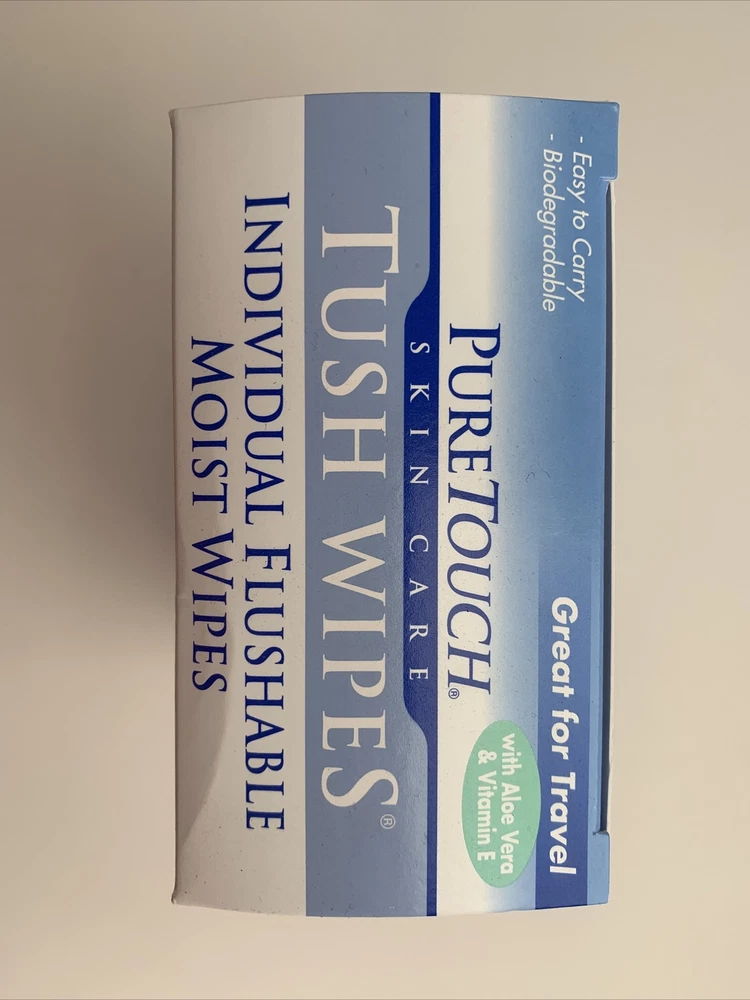 - Easy to Carry
- Biodegradable
Great for Travel
PURETOUCH®
with Aloe Vera
& Vitamin E
SKIN CARE
TUSH WIPES®
INDIVIDUAL FLUSHABLE
MOIST WIPES